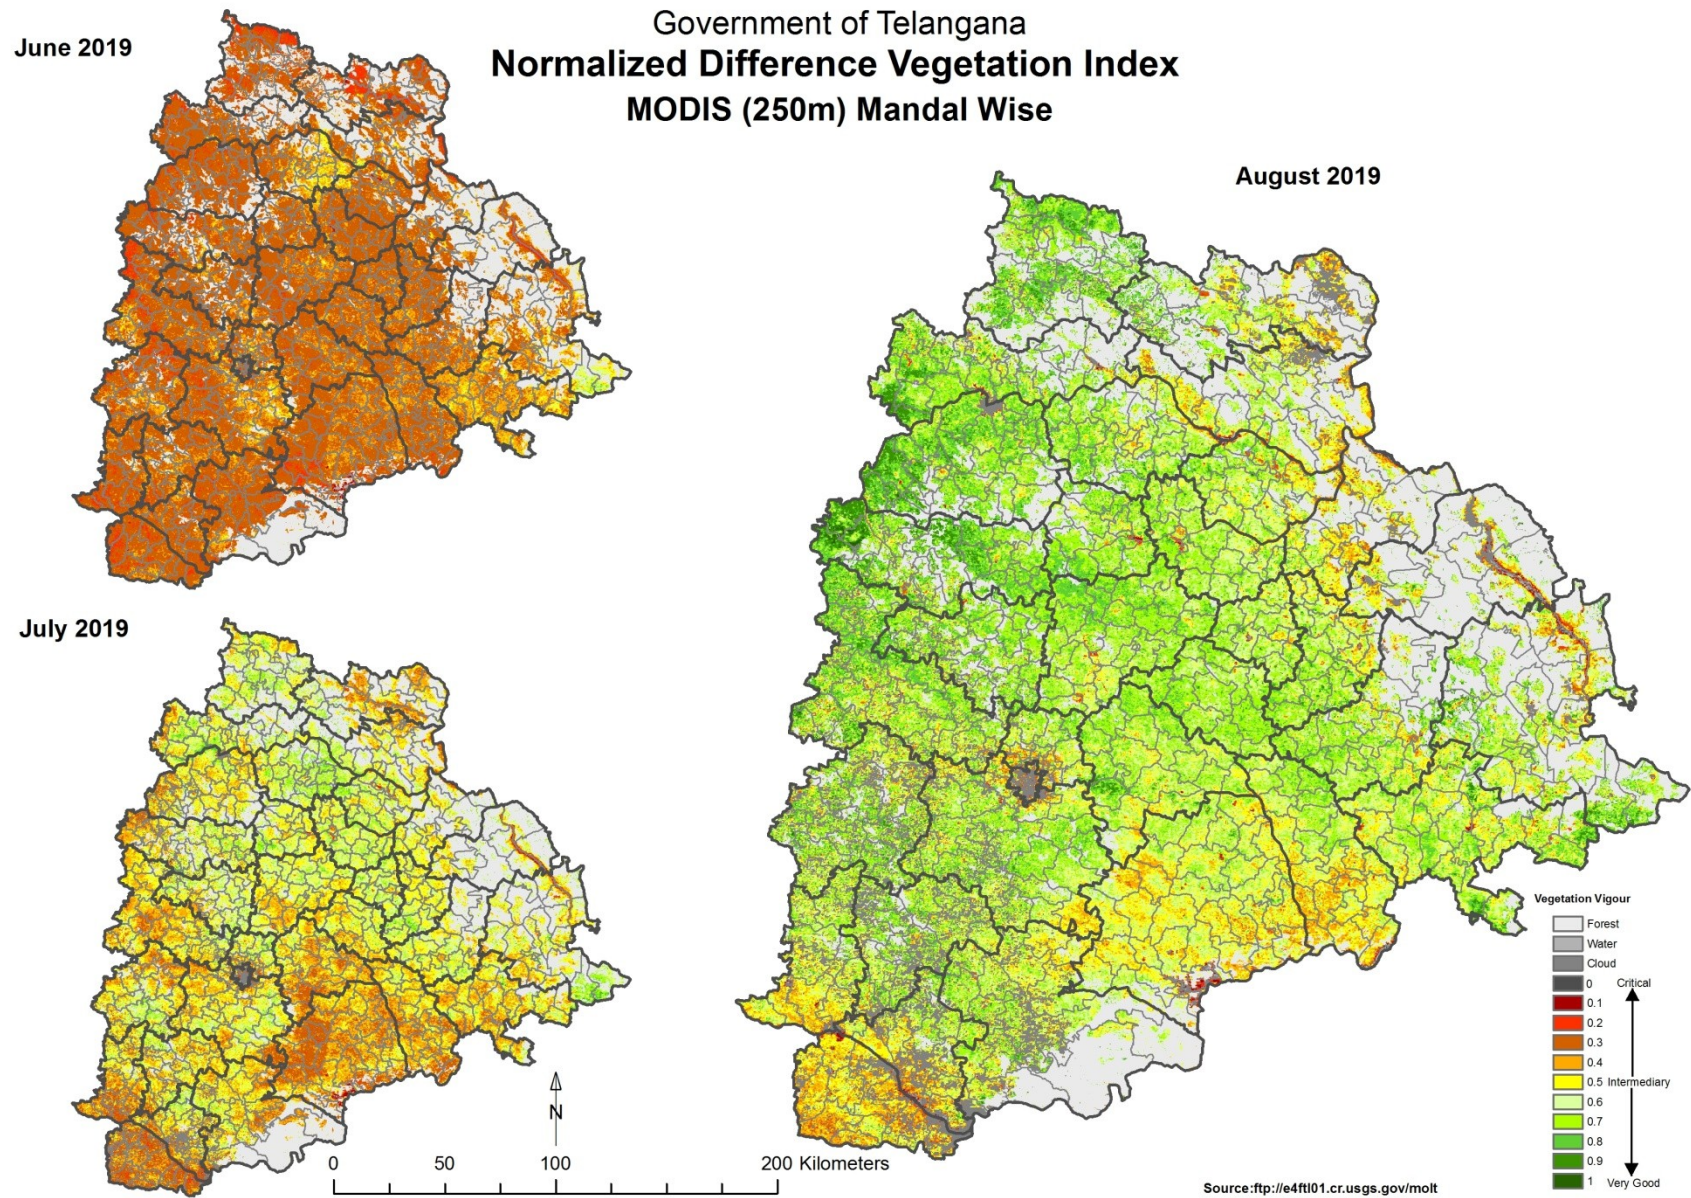 Government of Telangana
Normalized Difference Vegetation Index
MODIS (250m) Mandal Wise
June 2019
August 2019
July 2019
N
0 50 100 200 Kilometers
Vegetation Vigour
Forest
Water
Cloud
0 Critical
0.1
0.2
0.3
0.4
0.5 Intermediary
0.6
0.7
0.8
0.9
1 Very Good
Source:ftp://e4ftl01.cr.usgs.gov/molt